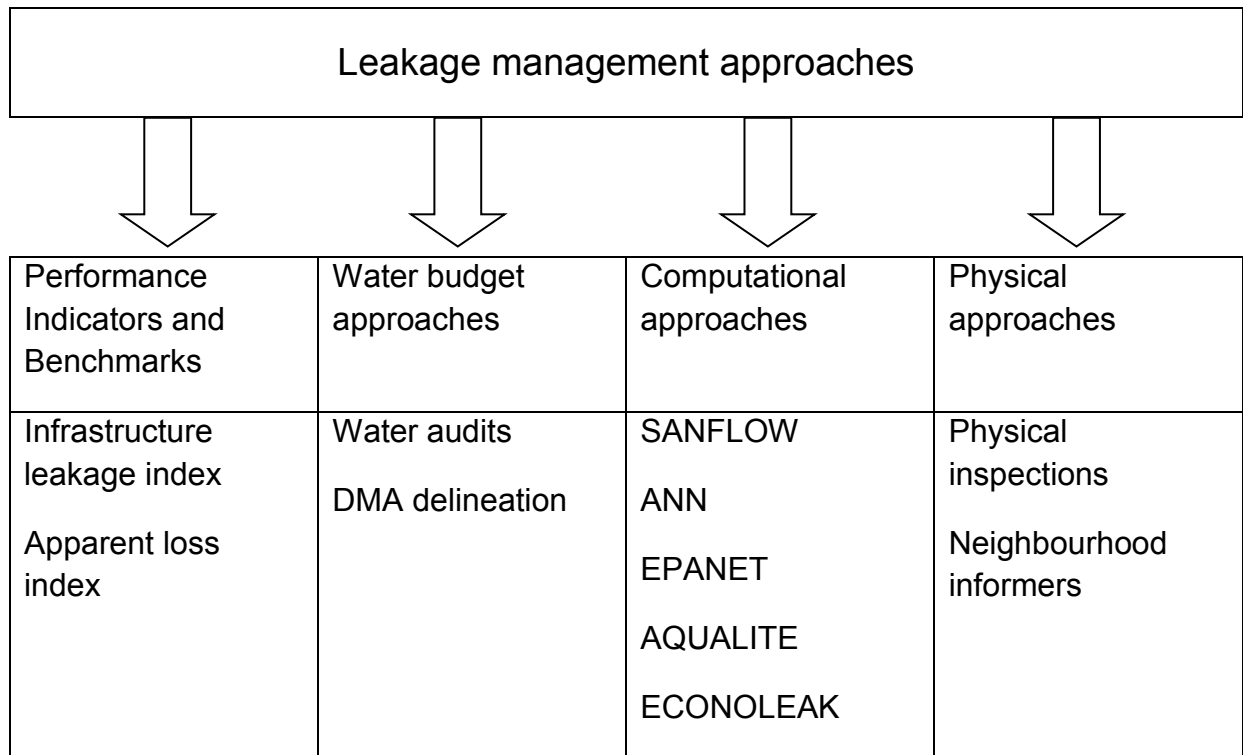 Leakage management approaches
Performance
Indicators and
Benchmarks
Water budget
approaches
Computational
approaches
Physical
approaches
Infrastructure
leakage index
Apparent loss
index
Water audits
DMA delineation
SANFLOW
ANN
EPANET
AQUALITE
ECONOLEAK
Physical
inspections
Neighbourhood
informers